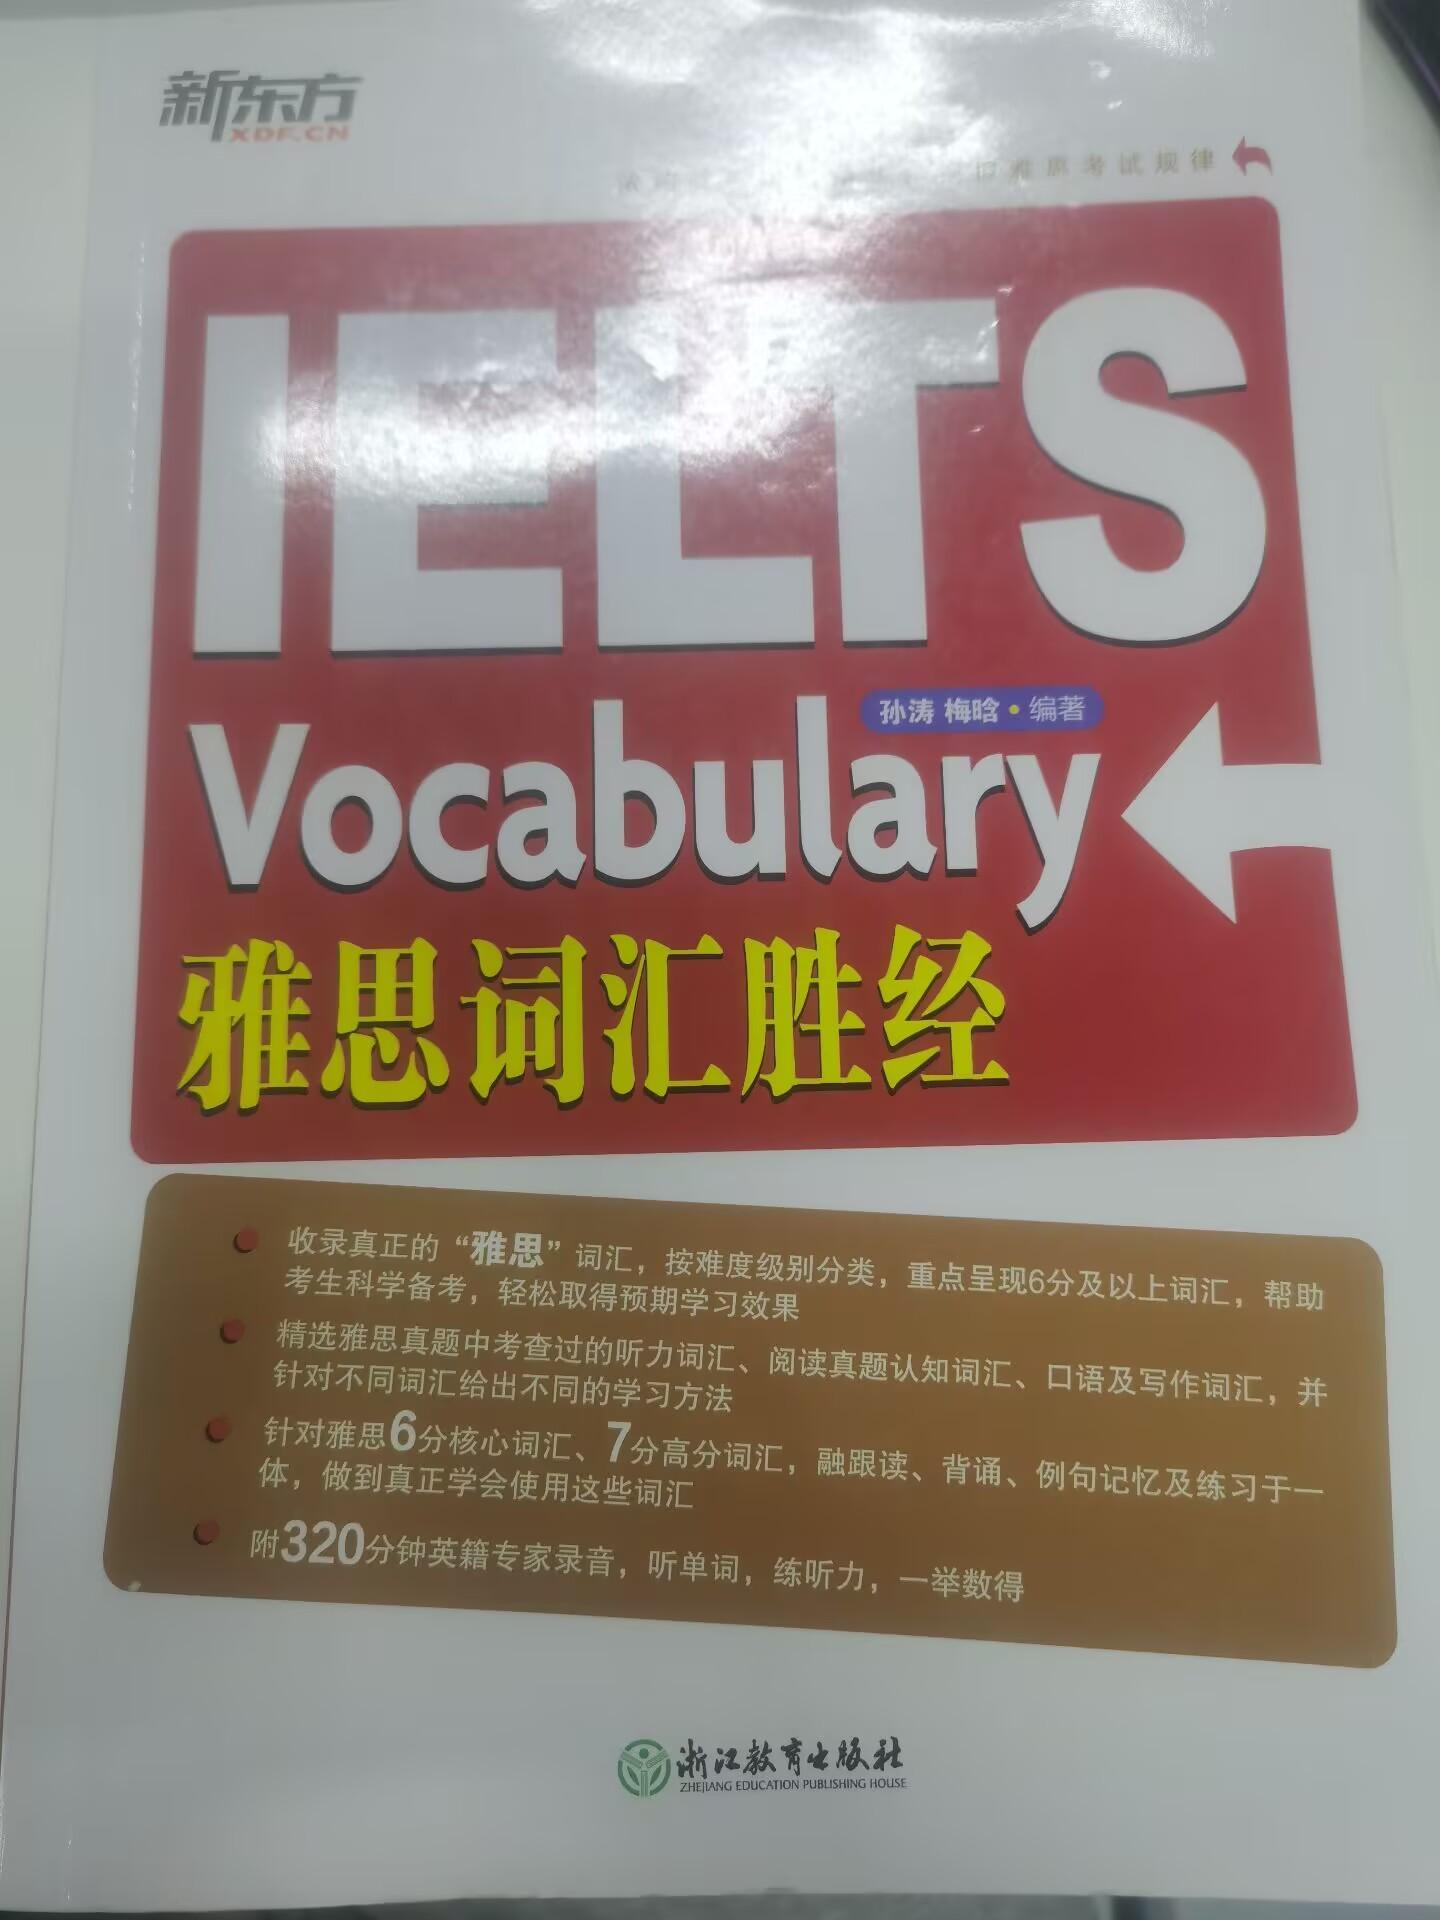 新东方
XDF.CN
雅思考试规律
IELTS
孙涛 梅晗·编著
Vocabulary
雅思词汇胜经
收录真正的“雅思”词汇，按难度级别分类，重点呈现6分及以上词汇，帮助
考生科学备考，轻松取得预期学习效果
精选雅思真题中考查过的听力词汇、阅读真题认知词汇、口语及写作词汇，并
针对不同词汇给出不同的学习方法
针对雅思6分核心词汇、7分高分词汇，融跟读、背诵、例句记忆及练习于一
体，做到真正学会使用这些词汇
附320分钟英籍专家录音，听单词，练听力，一举数得
浙江教育出版社
ZHEJIANG EDUCATION PUBLISHING HOUSE